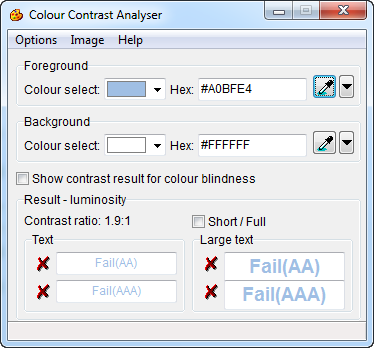 Colour Contrast Analyser
Options Image Help
Foreground
Colour select: Hex: #A0BFE4
Background
Colour select: Hex: #FFFFFF
Show contrast result for colour blindness
Result - luminosity
Contrast ratio: 1.9:1 Short / Full
Text Large text
Fail(AA) Fail(AA)
Fail(AAA) Fail(AAA)